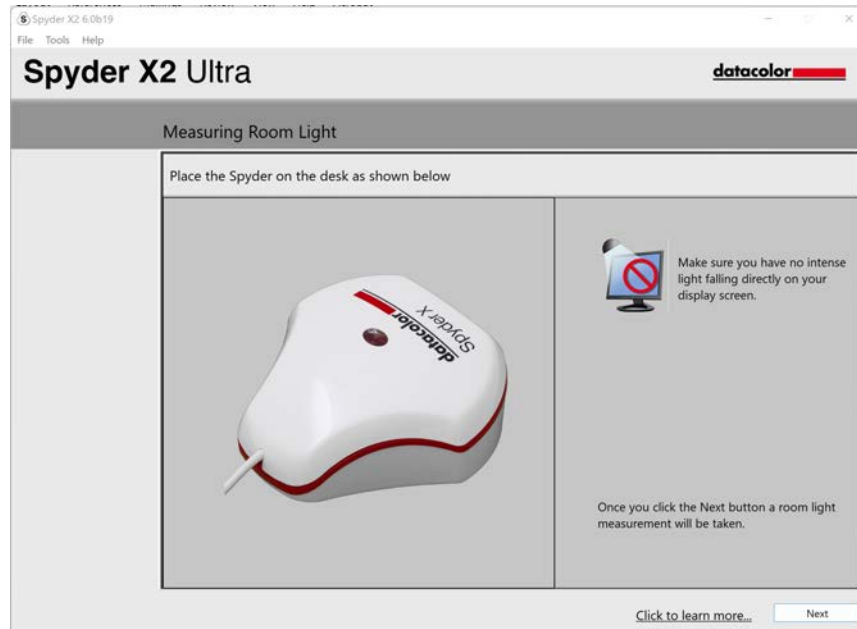 Spyder X2 6.0b19
File Tools Help
Spyder X2 Ultra
datacolor
Measuring Room Light
Place the Spyder on the desk as shown below
datacolor
Spyder X
Make sure you have no intense
light falling directly on your
display screen.
Once you click the Next button a room light
measurement will be taken.
Click to learn more...
Next